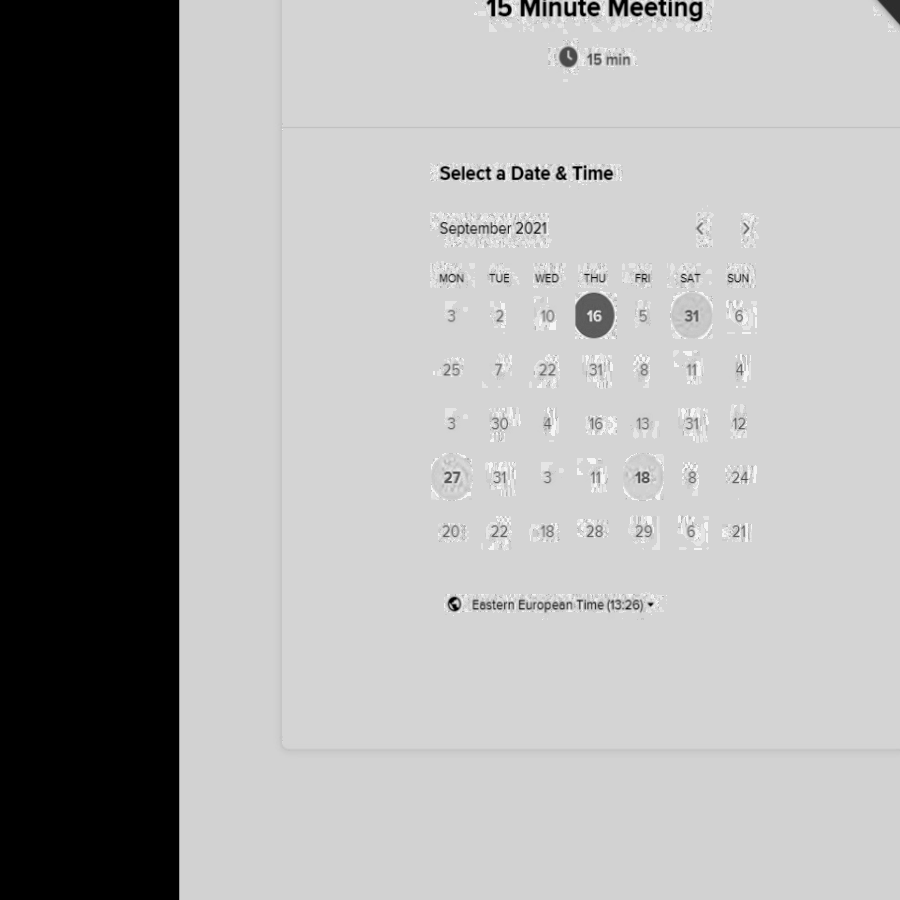 15 Minute Meeting
15 min
Select a Date & Time
September 2021
MON TUE WED THU FRI SAT SUN
3 2 10 16 5 31 6
25 7 22 31 8 11 4
3 30 4 16 13 31 12
27 31 3 11 18 8 24
20 22 18 28 29 6 21
Eastern European Time (13:26)